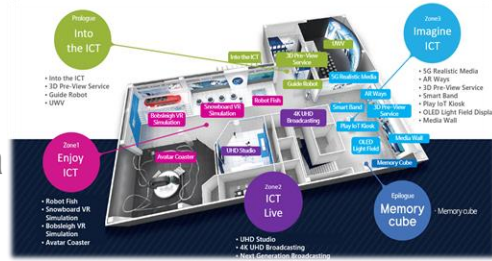 Prologue
Into
the ICT
• Into the ICT
• 3D Pre-View
Service
• Guide Robot
• UWV
Zone1
Enjoy
ICT
• Robot Fish
• Snowboard VR
Simulation
• Bobsleigh VR
Simulation
• Avatar Coaster
Into the ICT
3D Pre-View
Service
Guide Robot
UWV
5G Realistic Media
AR Ways
Smart Band
3D Pre-View
Service
Play IoT Kiosk
OLED
Light Field
Media Wall
Memory Cube
Robot Fish
Snowboard VR
Simulation
Bobsleigh VR
Simulation
Avatar Coaster
4K UHD
Broadcasting
UHD Studio
Zone2
ICT
Live
• UHD Studio
• 4K UHD Broadcasting
• Next Generation Broadcasting
Zone3
Imagine
ICT
• 5G Realistic Media
• AR Ways
• 3D Pre-View Service
• Smart Band
• Play IoT Kiosk
• OLED Light Field Displa
• Media Wall
Epilogue
Memory
cube
- Memory cube